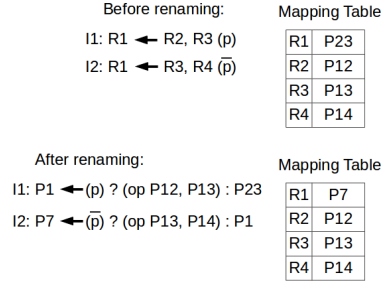 Before renaming:
Mapping Table
I1: R1 ← R2, R3 (p)
I2: R1 ← R3, R4 (p̅)
R1 P23
R2 P12
R3 P13
R4 P14
After renaming:
Mapping Table
I1: P1 ← (p) ? (op P12, P13) : P23
I2: P7 ← (p̅) ? (op P13, P14) : P1
R1 P7
R2 P12
R3 P13
R4 P14